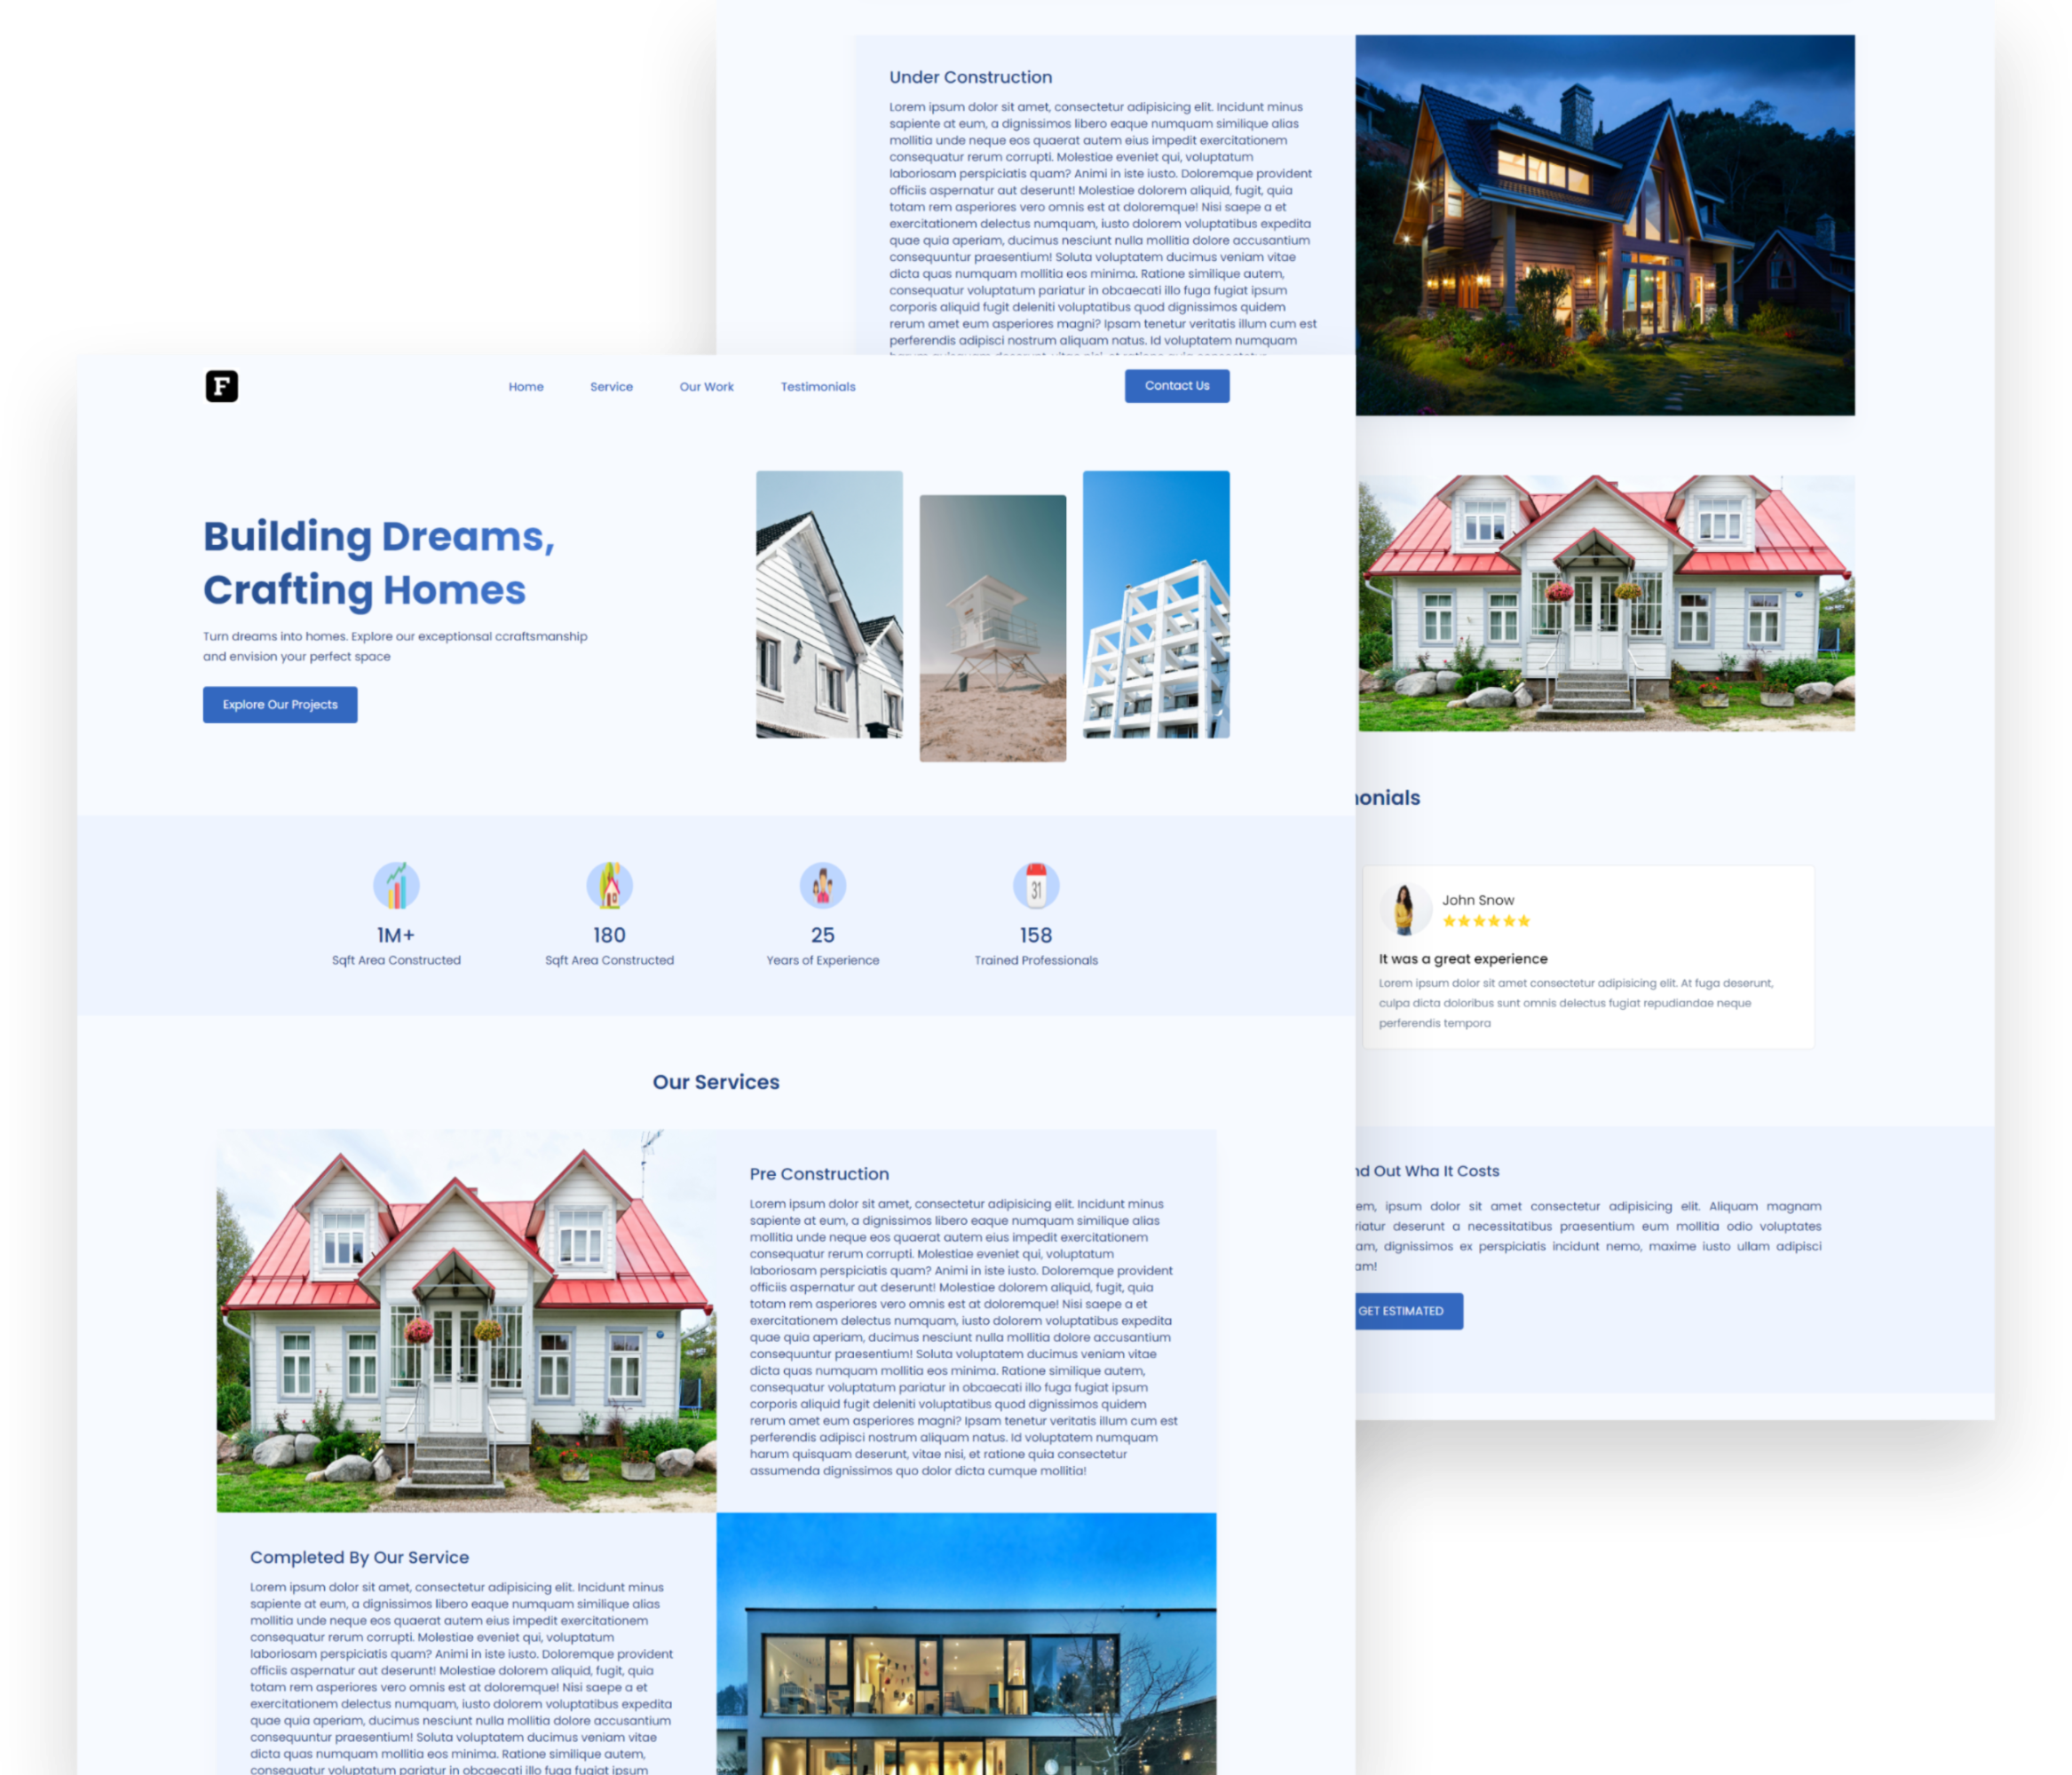 Under Construction
Lorem ipsum dolor sit amet, consectetur adipisicing elit. Incidunt minus
sapiente at eum, a dignissimos libero eaque numquam similique alias
mollitia unde neque eos quaerat autem eius impedit exercitationem
consequatur rerum corrupti. Molestiae eveniet qui, voluptatum
laboriosam perspiciatis quam? Animi in iste iusto. Doloremque provident
officiis aspernatur aut deserunt! Molestiae dolorem aliquid, fugit, quia
totam rem asperiores vero omnis est at doloremque! Nisi saepe a et
exercitationem delectus numquam, iusto dolorem voluptatibus expedita
quae quia aperiam, ducimus nesciunt nulla mollitia dolore accusantium
consequuntur praesentium! Soluta voluptatem ducimus veniam vitae
dicta quas numquam mollitia eos minima. Ratione similique autem,
consequatur voluptatum pariatur in obcaecati illo fuga fugiat ipsum
corporis aliquid fugit deleniti voluptatibus quod dignissimos quidem
rerum amet eum asperiores magni? Ipsam tenetur veritatis illum cum est
perferendis adipisci nostrum aliquam natus. Id voluptatem numquam
F
Home
Service
Our Work
Testimonials
Contact Us
Building Dreams,
Crafting Homes
Turn dreams into homes. Explore our exceptionsal ccraftsmanship
and envision your perfect space
Explore Our Projects
31
1M+
180
25
158
Sqft Area Constructed
Sqft Area Constructed
Years of Experience
Trained Professionals
Our Services
Pre Construction
Lorem ipsum dolor sit amet, consectetur adipisicing elit. Incidunt minus
sapiente at eum, a dignissimos libero eaque numquam similique alias
mollitia unde neque eos quaerat autem eius impedit exercitationem
consequatur rerum corrupti. Molestiae eveniet qui, voluptatum
laboriosam perspiciatis quam? Animi in iste iusto. Doloremque provident
officiis aspernatur aut deserunt! Molestiae dolorem aliquid, fugit, quia
totam rem asperiores vero omnis est at doloremque! Nisi saepe a et
exercitationem delectus numquam, iusto dolorem voluptatibus expedita
quae quia aperiam, ducimus nesciunt nulla mollitia dolore accusantium
consequuntur praesentium! Soluta voluptatem ducimus veniam vitae
dicta quas numquam mollitia eos minima. Ratione similique autem,
consequatur voluptatum pariatur in obcaecati illo fuga fugiat ipsum
corporis aliquid fugit deleniti voluptatibus quod dignissimos quidem
rerum amet eum asperiores magni? Ipsam tenetur veritatis illum cum est
perferendis adipisci nostrum aliquam natus. Id voluptatem numquam
harum quisquam deserunt, vitae nisi, et ratione quia consectetur
assumenda dignissimos quo dolor dicta cumque mollitia!
Completed By Our Service
Lorem ipsum dolor sit amet, consectetur adipisicing elit. Incidunt minus
sapiente at eum, a dignissimos libero eaque numquam similique alias
mollitia unde neque eos quaerat autem eius impedit exercitationem
consequatur rerum corrupti. Molestiae eveniet qui, voluptatum
laboriosam perspiciatis quam? Animi in iste iusto. Doloremque provident
officiis aspernatur aut deserunt! Molestiae dolorem aliquid, fugit, quia
totam rem asperiores vero omnis est at doloremque! Nisi saepe a et
exercitationem delectus numquam, iusto dolorem voluptatibus expedita
quae quia aperiam, ducimus nesciunt nulla mollitia dolore accusantium
consequuntur praesentium! Soluta voluptatem ducimus veniam vitae
dicta quas numquam mollitia eos minima. Ratione similique autem,
consequatur voluptatum pariatur in obcaecati illo fuga fugiat ipsum
onials
John Snow
It was a great experience
Lorem ipsum dolor sit amet consectetur adipisicing elit. At fuga deserunt,
culpa dicta doloribus sunt omnis delectus fugiat repudiandae neque
perferendis tempora
d Out Wha It Costs
em, ipsum dolor sit amet consectetur adipisicing elit. Aliquam magnam
riatur deserunt a necessitatibus praesentium eum mollitia odio voluptates
am, dignissimos ex perspiciatis incidunt nemo, maxime iusto ullam adipisci
am!
GET ESTIMATED